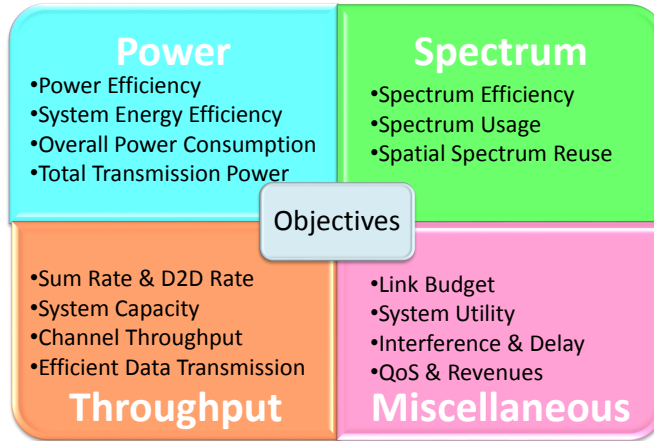 Power
•Power Efficiency
•System Energy Efficiency
•Overall Power Consumption
•Total Transmission Power
Spectrum
•Spectrum Efficiency
•Spectrum Usage
•Spatial Spectrum Reuse
Objectives
•Sum Rate & D2D Rate
•System Capacity
•Channel Throughput
•Efficient Data Transmission
Throughput
•Link Budget
•System Utility
•Interference & Delay
•QoS & Revenues
Miscellaneous